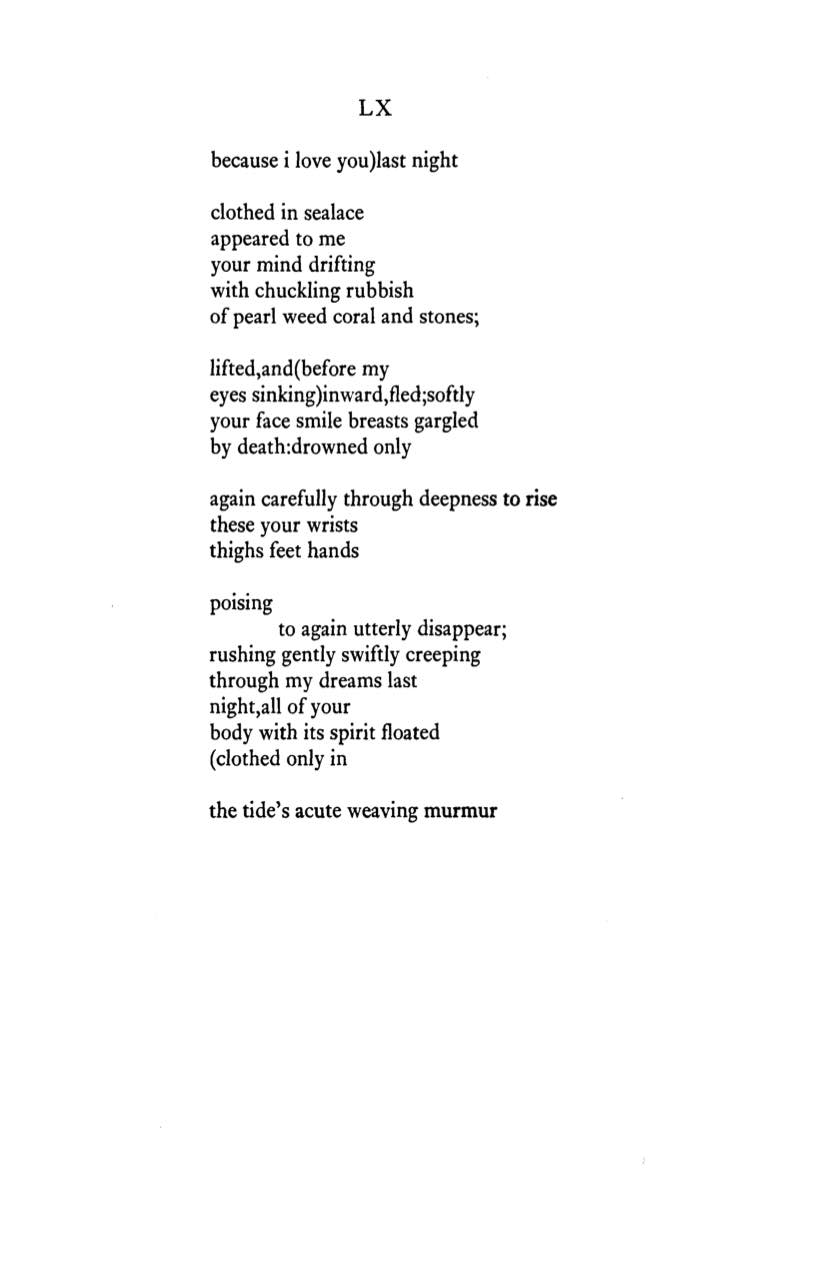 LX
because i love you)last night
clothed in sealace
appeared to me
your mind drifting
with chuckling rubbish
of pearl weed coral and stones;
lifted,and(before my
eyes sinking)inward,fled;softly
your face smile breasts gargled
by death:drowned only
again carefully through deepness to rise
these your wrists
thighs feet hands
poising
to again utterly disappear;
rushing gently swiftly creeping
through my dreams last
night,all of your
body with its spirit floated
(clothed only in
the tide’s acute weaving murmur